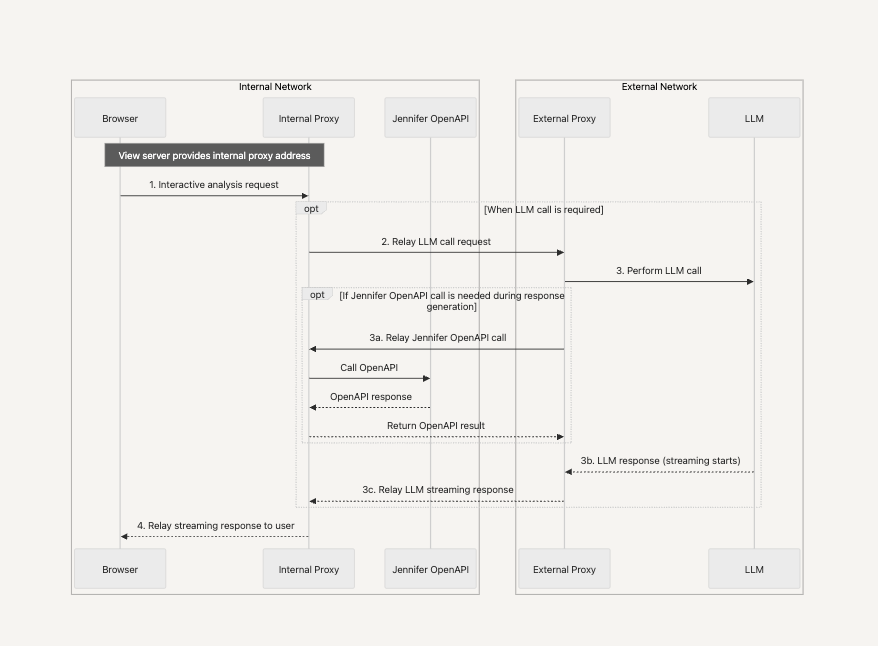 Internal Network
External Network
Browser
Internal Proxy
Jennifer OpenAPI
External Proxy
LLM
View server provides internal proxy address
1. Interactive analysis request
opt
[When LLM call is required]
2. Relay LLM call request
3. Perform LLM call
opt
[If Jennifer OpenAPI call is needed during response
generation]
3a. Relay Jennifer OpenAPI call
Call OpenAPI
OpenAPI response
Return OpenAPI result
3b. LLM response (streaming starts)
3c. Relay LLM streaming response
4. Relay streaming response to user
Browser
Internal Proxy
Jennifer OpenAPI
External Proxy
LLM